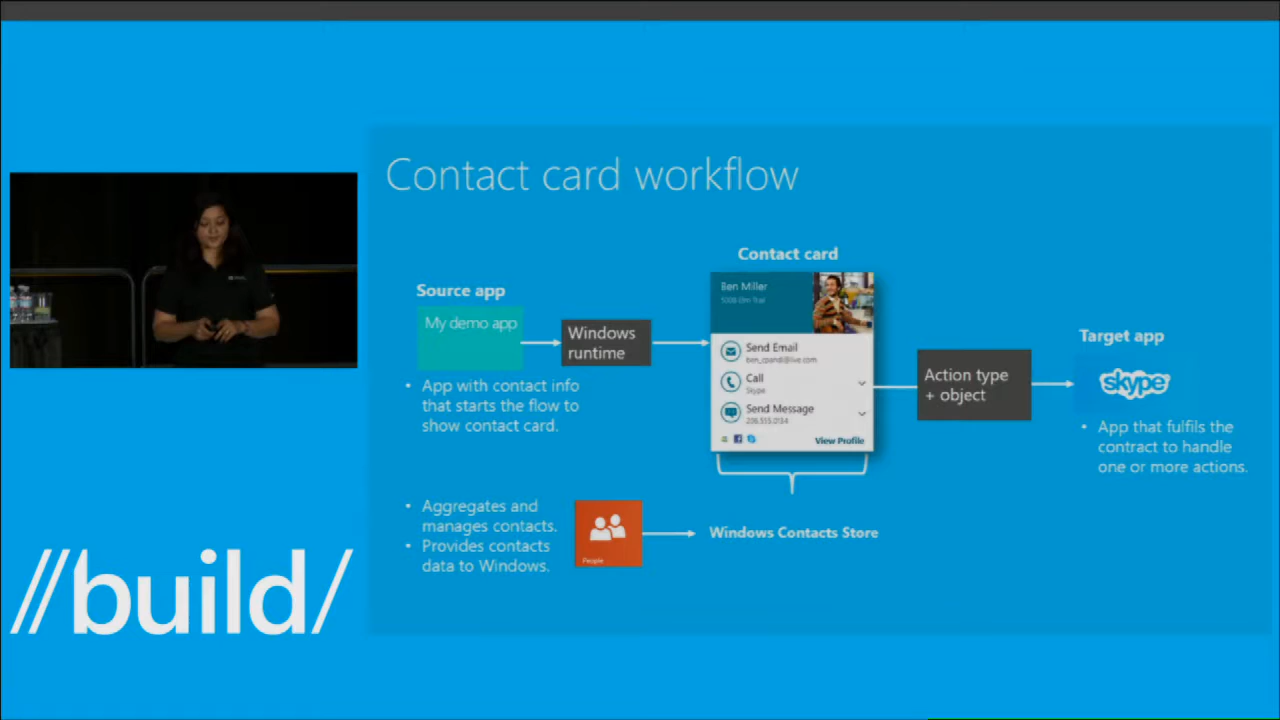 Contact card workflow
Source app
My demo app
• App with contact info
that starts the flow to
show contact card.
Windows
runtime
Contact card
Ben Miller
5008 Elm Trail
Send Email
Call
Skype
Send Message
206.555.0134
View Profile
Action type
+ object
Target app
skype
• App that fulfils the
contract to handle
one or more actions.
• Aggregates and
manages contacts.
• Provides contacts
data to Windows.
People
Windows Contacts Store
//build/